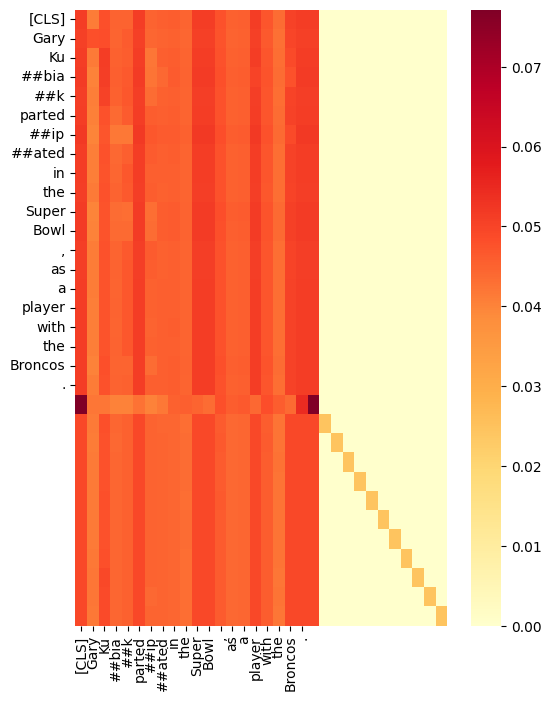 [CLS]
Gary
Ku
##bia
##k
parted
##ip
##ated
in
the
Super
Bowl
,
as
a
player
with
the
Broncos
.
0.07
0.06
0.05
0.04
0.03
0.02
0.01
0.00
[CLS]
Gary
Ku
##bia
##k
parted
##ip
##ated
in
the
Super
Bowl
,
as
a
player
with
the
Broncos
.